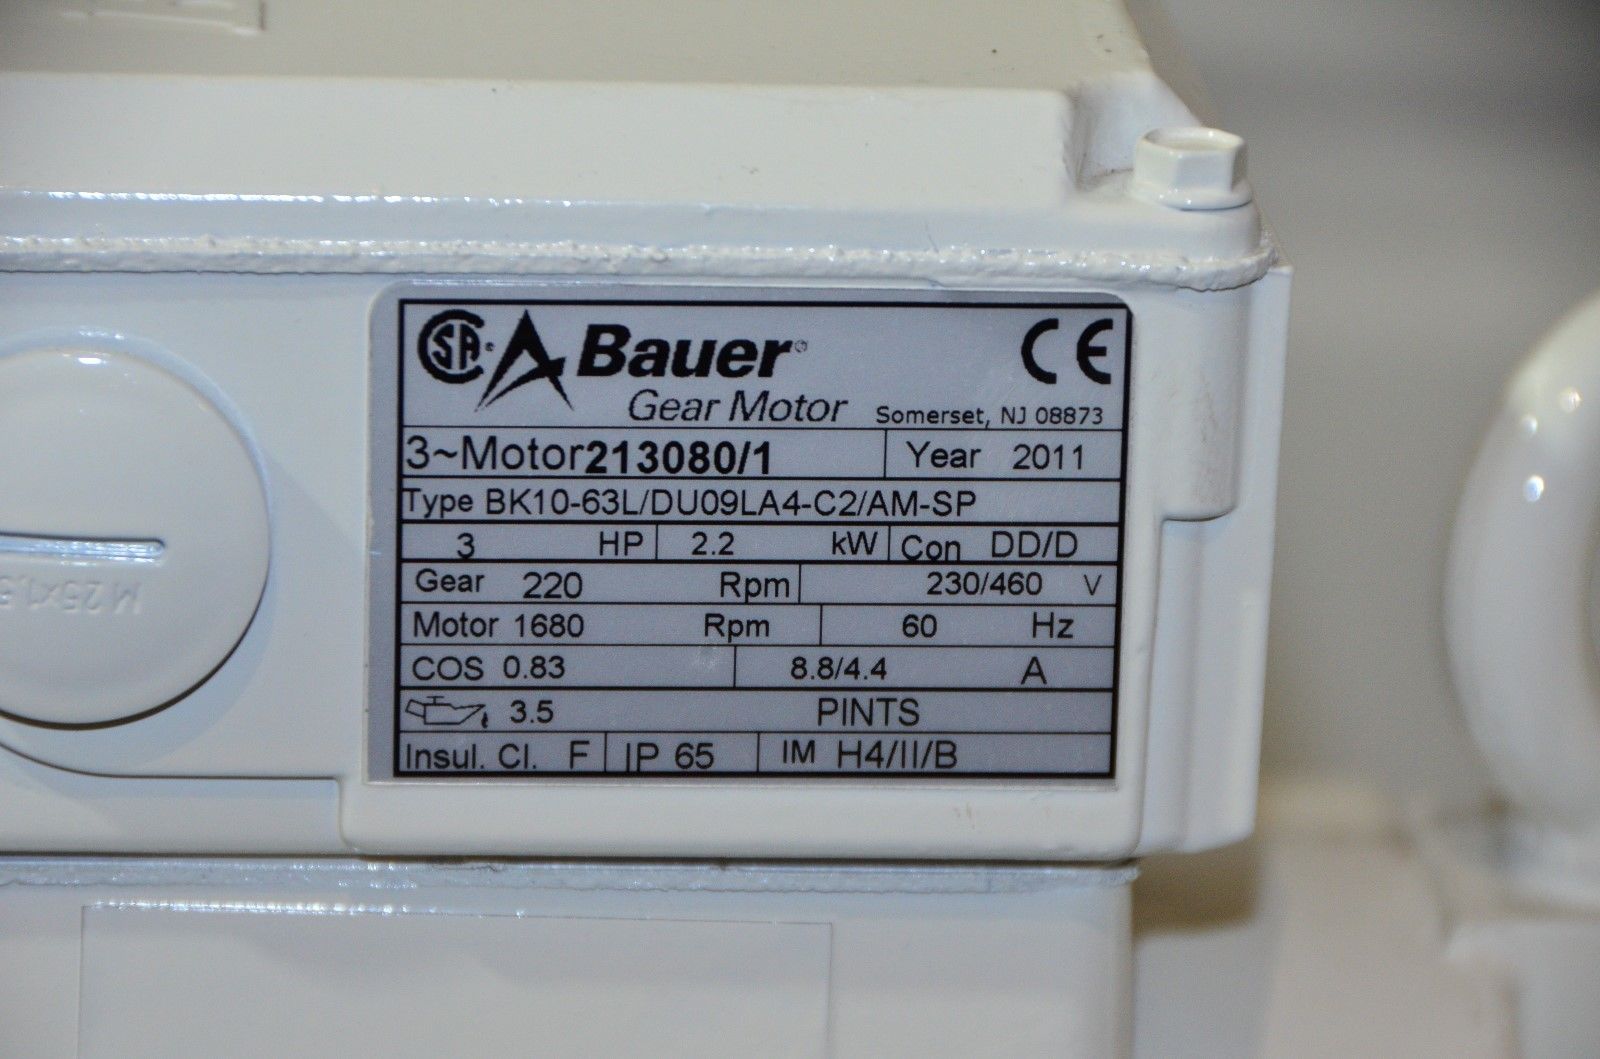 CSA Bauer CE
Gear Motor Somerset, NJ 08873
3~Motor213080/1 Year 2011
Type BK10-63L/DU09LA4-C2/AM-SP
3 HP 2.2 kW Con DD/D
Gear 220 Rpm 230/460 V
Motor 1680 Rpm 60 Hz
COS 0.83 8.8/4.4 A
3.5 PINTS
Insul. Cl. F IP 65 IM H4/II/B